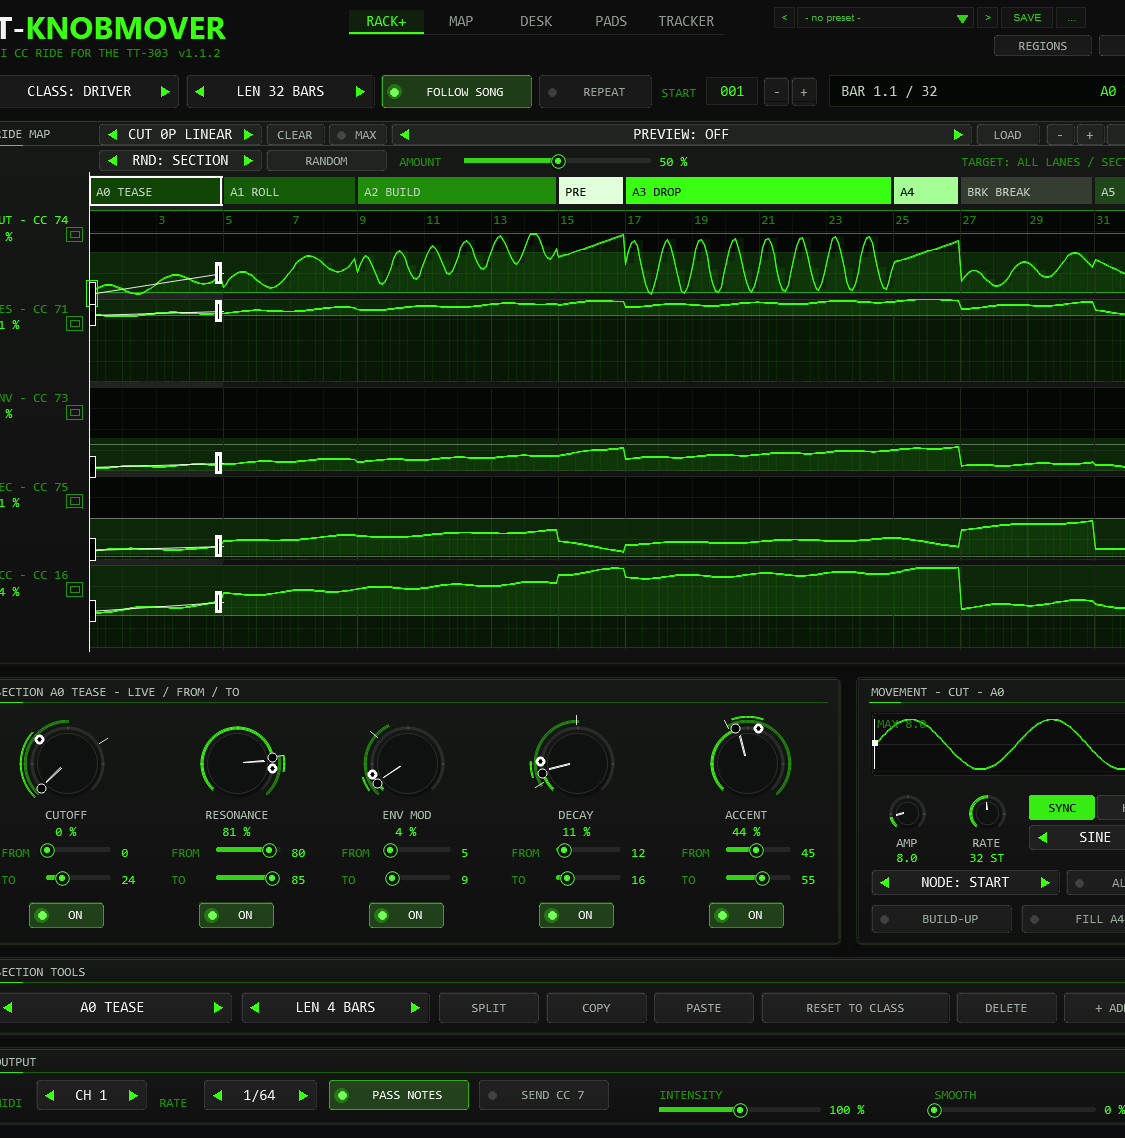 T-KNOBMOVER
I CC RIDE FOR THE TT-303 v1.1.2
RACK+ MAP DESK PADS TRACKER
< - no preset - > SAVE ...
REGIONS
CLASS: DRIVER LEN 32 BARS FOLLOW SONG REPEAT START 001 - + BAR 1.1 / 32 A0
IDE MAP CUT 0P LINEAR CLEAR MAX PREVIEW: OFF LOAD - +
RND: SECTION RANDOM AMOUNT 50 % TARGET: ALL LANES / SECT
A0 TEASE A1 ROLL A2 BUILD PRE A3 DROP A4 BRK BREAK A5
3 5 7 9 11 13 15 17 19 21 23 25 27 29 31
UT - CC 74
%
ES - CC 71
1 %
NV - CC 73
%
EC - CC 75
1 %
CC - CC 16
4 %
SECTION A0 TEASE - LIVE / FROM / TO
CUTOFF RESONANCE ENV MOD DECAY ACCENT
0 % 81 % 4 % 11 % 44 %
FROM 0 FROM 80 FROM 5 FROM 12 FROM 45
TO 24 TO 85 TO 9 TO 16 TO 55
ON ON ON ON ON
MOVEMENT - CUT - A0
MAX 8.0
SYNC
AMP RATE SINE
8.0 32 ST
NODE: START AL
BUILD-UP FILL A4
SECTION TOOLS
A0 TEASE LEN 4 BARS SPLIT COPY PASTE RESET TO CLASS DELETE + ADD
OUTPUT
MIDI CH 1 RATE 1/64 PASS NOTES SEND CC 7 INTENSITY 100 % SMOOTH 0 %